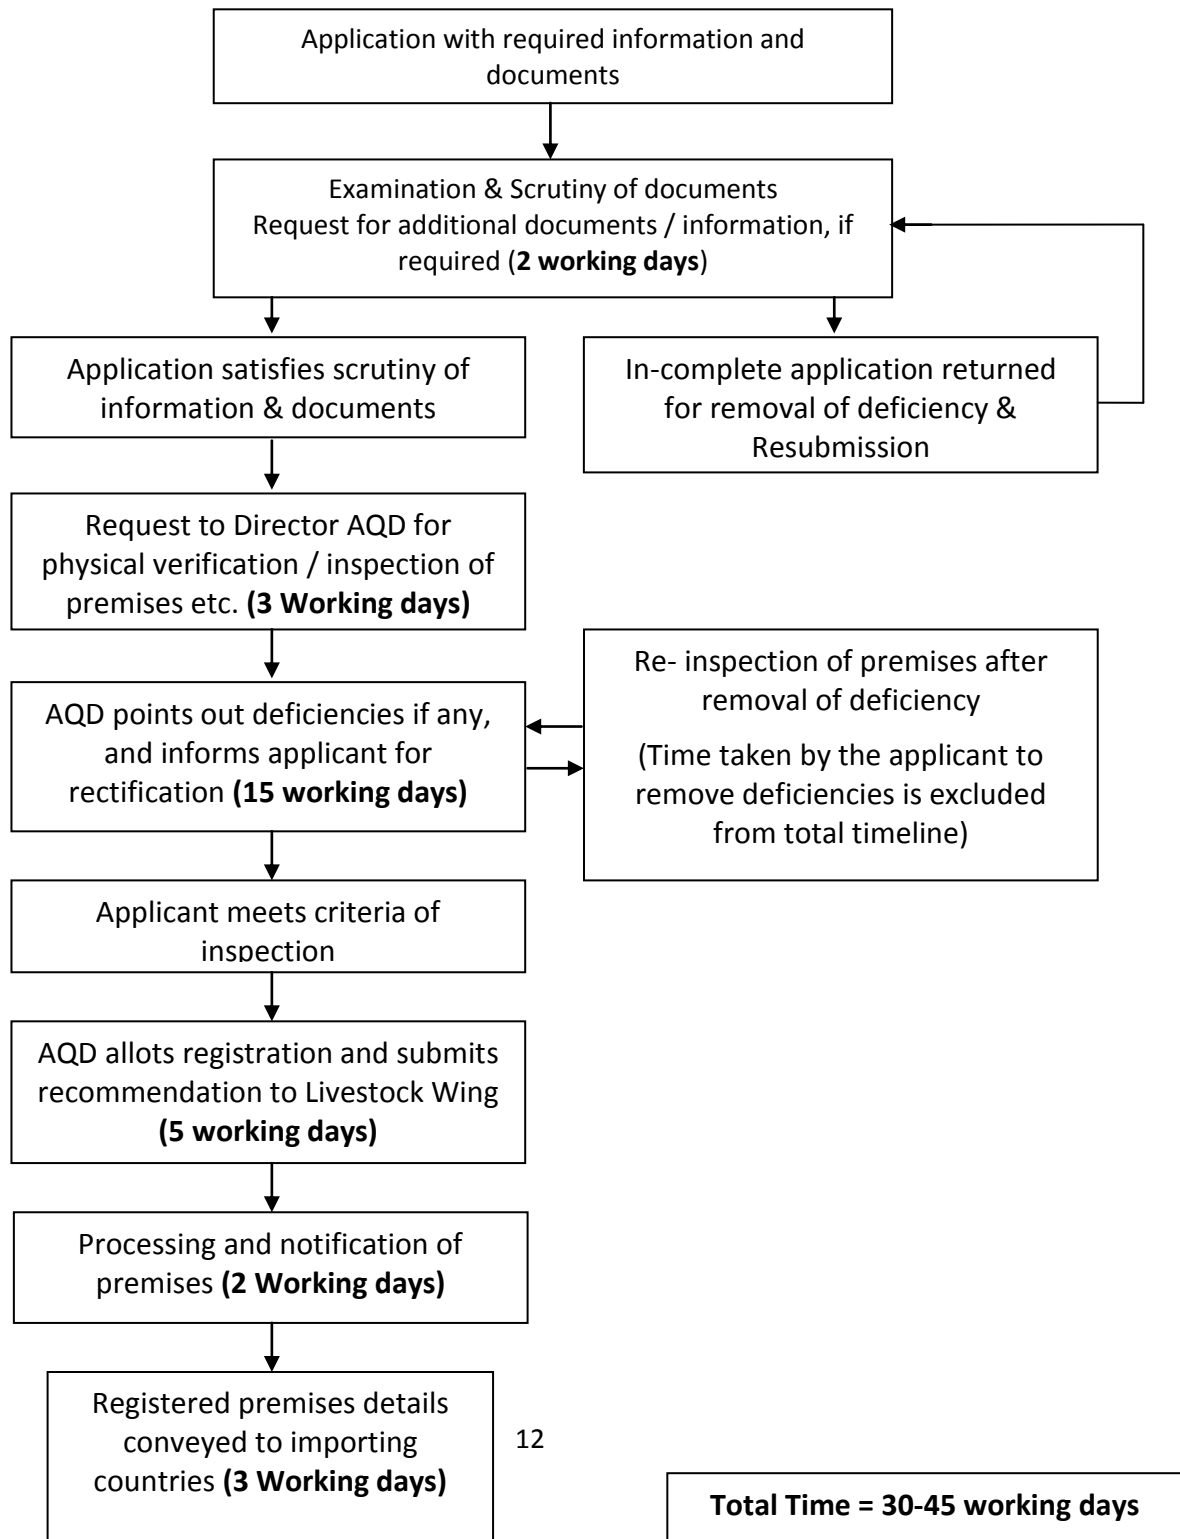 Application with required information and
documents
Examination & Scrutiny of documents
Request for additional documents / information, if
required (2 working days)
Application satisfies scrutiny of
information & documents
In-complete application returned
for removal of deficiency &
Resubmission
Request to Director AQD for
physical verification / inspection of
premises etc. (3 Working days)
Re- inspection of premises after
removal of deficiency
(Time taken by the applicant to
remove deficiencies is excluded
from total timeline)
AQD points out deficiencies if any,
and informs applicant for
rectification (15 working days)
Applicant meets criteria of
inspection
AQD allots registration and submits
recommendation to Livestock Wing
(5 working days)
Processing and notification of
premises (2 Working days)
Registered premises details
conveyed to importing
countries (3 Working days)
12
Total Time = 30-45 working days